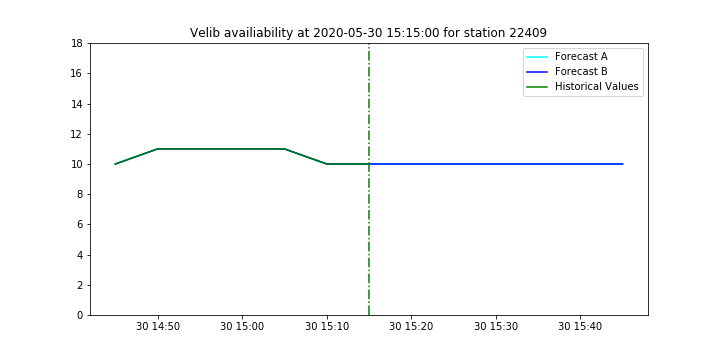 Velib availiability at 2020-05-30 15:15:00 for station 22409
18
16
14
12
10
8
6
4
2
0
Forecast A
Forecast B
Historical Values
30 14:50 30 15:00 30 15:10 30 15:20 30 15:30 30 15:40